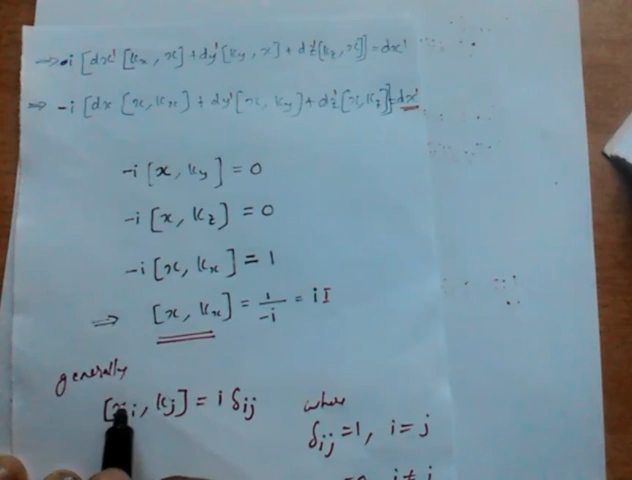 → -i [dx' [kx, x] + dy' [ky, x] + dz' [kz, x]] = dx'
⇒ -i [dx [x, kx] + dy' [x, ky] + dz' [x, kz]] = dx'
-i [x, ky] = 0
-i [x, kz] = 0
-i [x, kx] = 1
⇒ [x, kx] = 1/-i = i I
generally
[xi, kj] = i δij where
δij = 1, i = j
= 0, i ≠ j